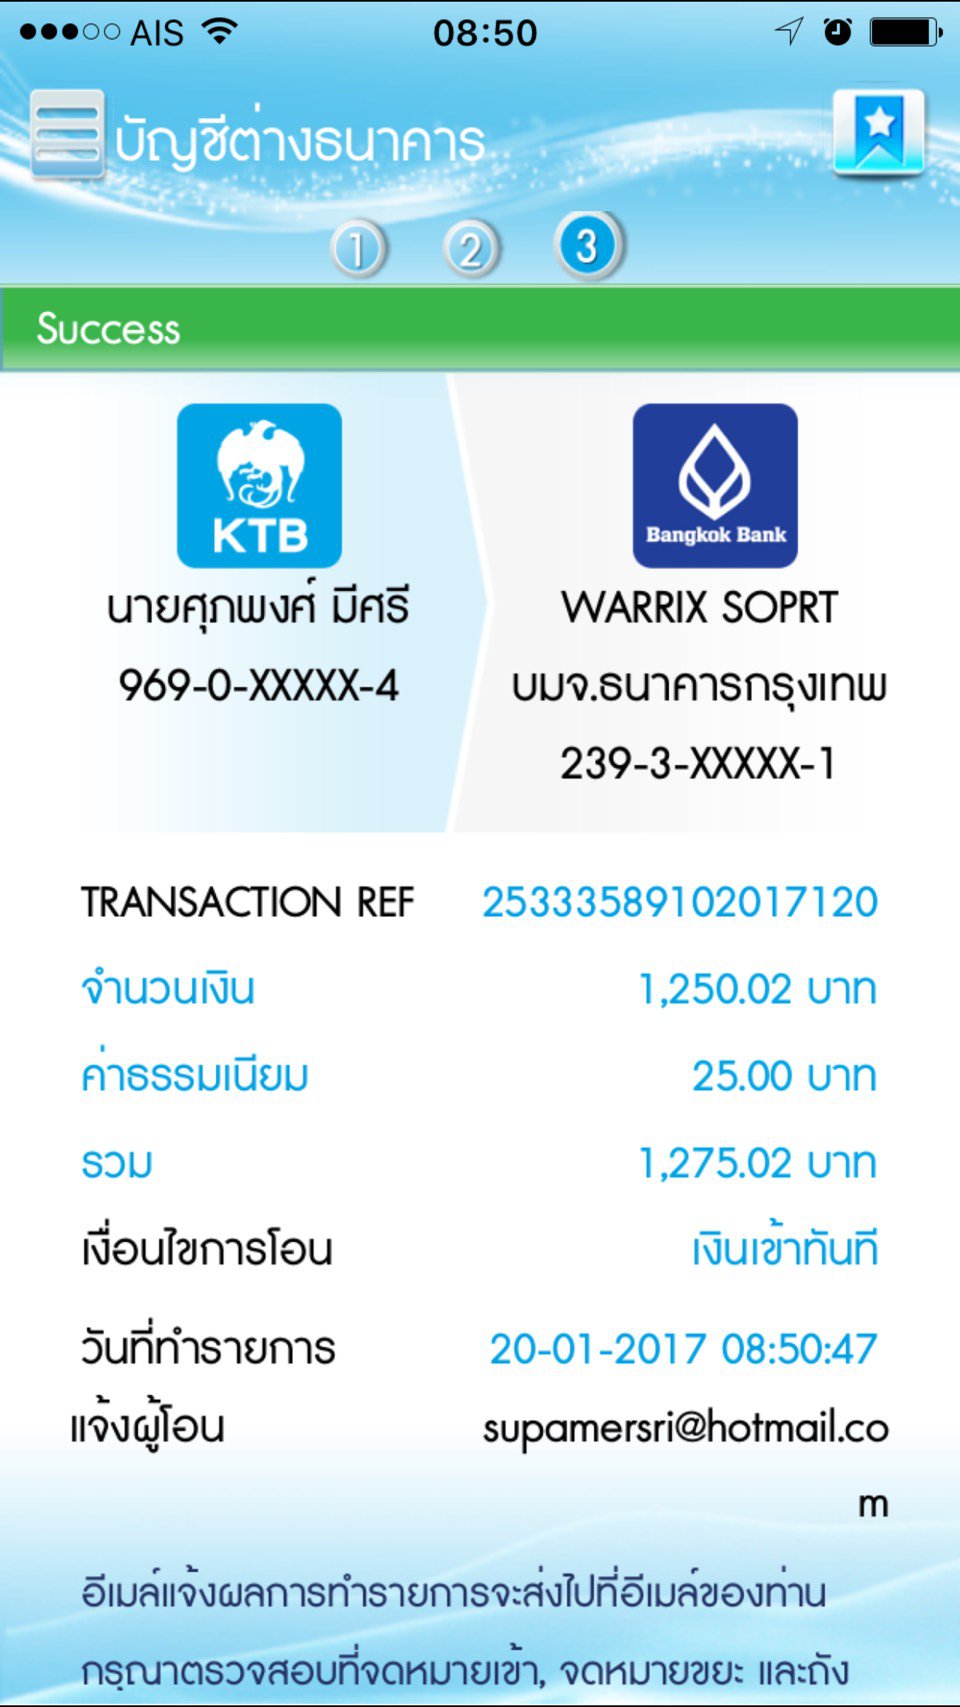 AIS 08:50
บัญชีต่างธนาคาร
1 2 3
Success
KTB
Bangkok Bank
นายศุภพงศ์ มีศรี
WARRIX SOPRT
969-0-XXXXX-4
บมจ.ธนาคารกรุงเทพ
239-3-XXXXX-1
TRANSACTION REF 25333589102017120
จำนวนเงิน 1,250.02 บาท
ค่าธรรมเนียม 25.00 บาท
รวม 1,275.02 บาท
เงื่อนไขการโอน เงินเข้าทันที
วันที่ทำรายการ 20-01-2017 08:50:47
แจ้งผู้โอน supamersri@hotmail.co
m
อีเมล์แจ้งผลการทำรายการจะส่งไปที่อีเมล์ของท่าน
กรุณาตรวจสอบที่จดหมายเข้า, จดหมายขยะ และถัง